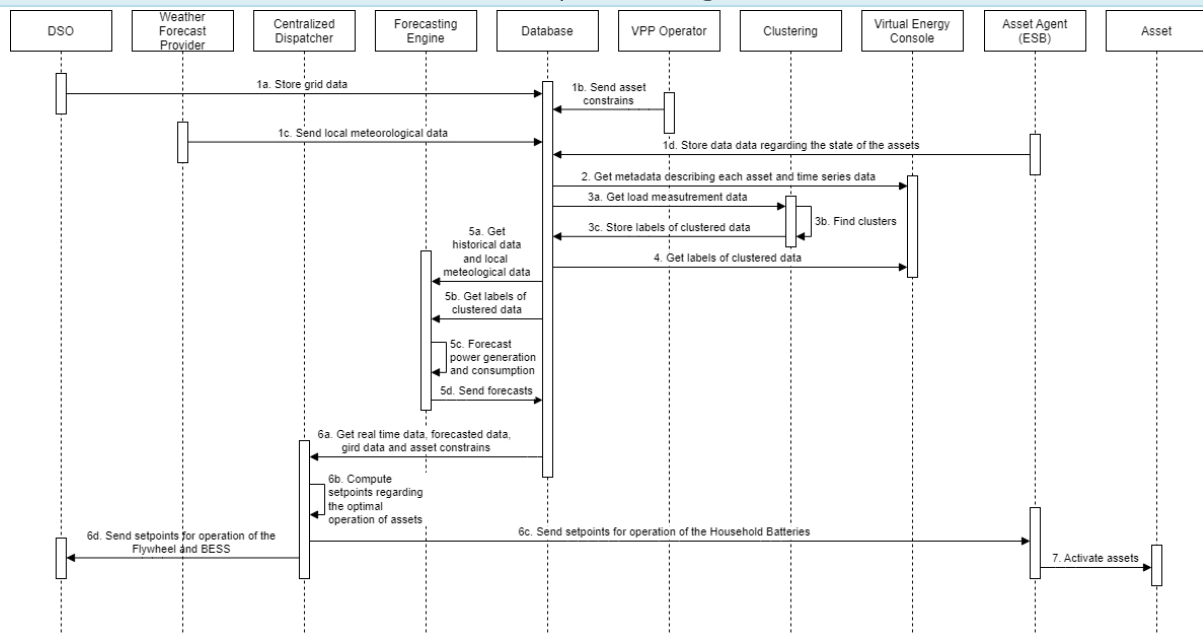 DSO
Weather
Forecast
Provider
Centralized
Dispatcher
Forecasting
Engine
Database
VPP Operator
Clustering
Virtual Energy
Console
Asset Agent
(ESB)
Asset
1a. Store grid data
1b. Send asset
constrains
1c. Send local meteorological data
1d. Store data data regarding the state of the assets
2. Get metadata describing each asset and time series data
3a. Get load measutrement data
3b. Find clusters
3c. Store labels of clustered data
4. Get labels of clustered data
5a. Get
historical data
and local
meteological data
5b. Get labels of
clustered data
5c. Forecast
power generation
and consumption
5d. Send forecasts
6a. Get real time data, forecasted data,
gird data and asset constrains
6b. Compute
setpoints regarding
the optimal
operation of assets
6c. Send setpoints for operation of the Household Batteries
6d. Send setpoints for operation of the
Flywheel and BESS
7. Activate assets